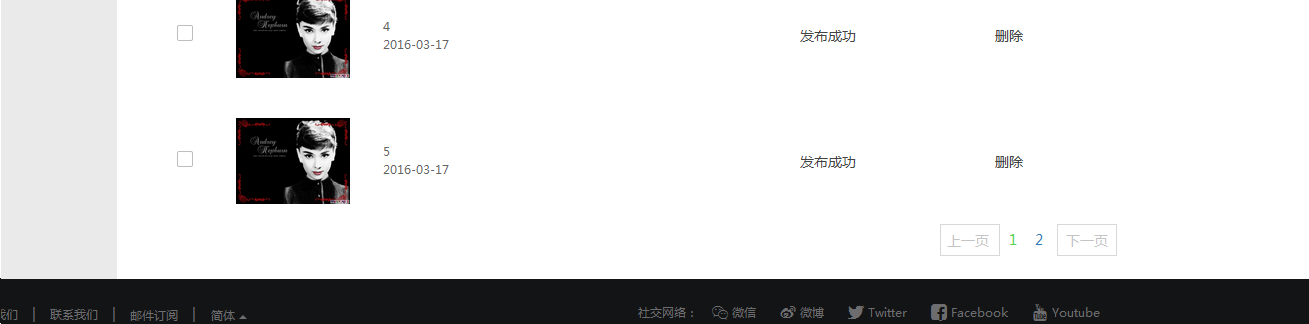 Audrey
Hepburn
4
2016-03-17
发布成功
删除
Audrey
Hepburn
5
2016-03-17
发布成功
删除
上一页 1 2 下一页
我们 | 联系我们 | 邮件订阅 | 简体
社交网络： 微信 微博 Twitter Facebook Youtube